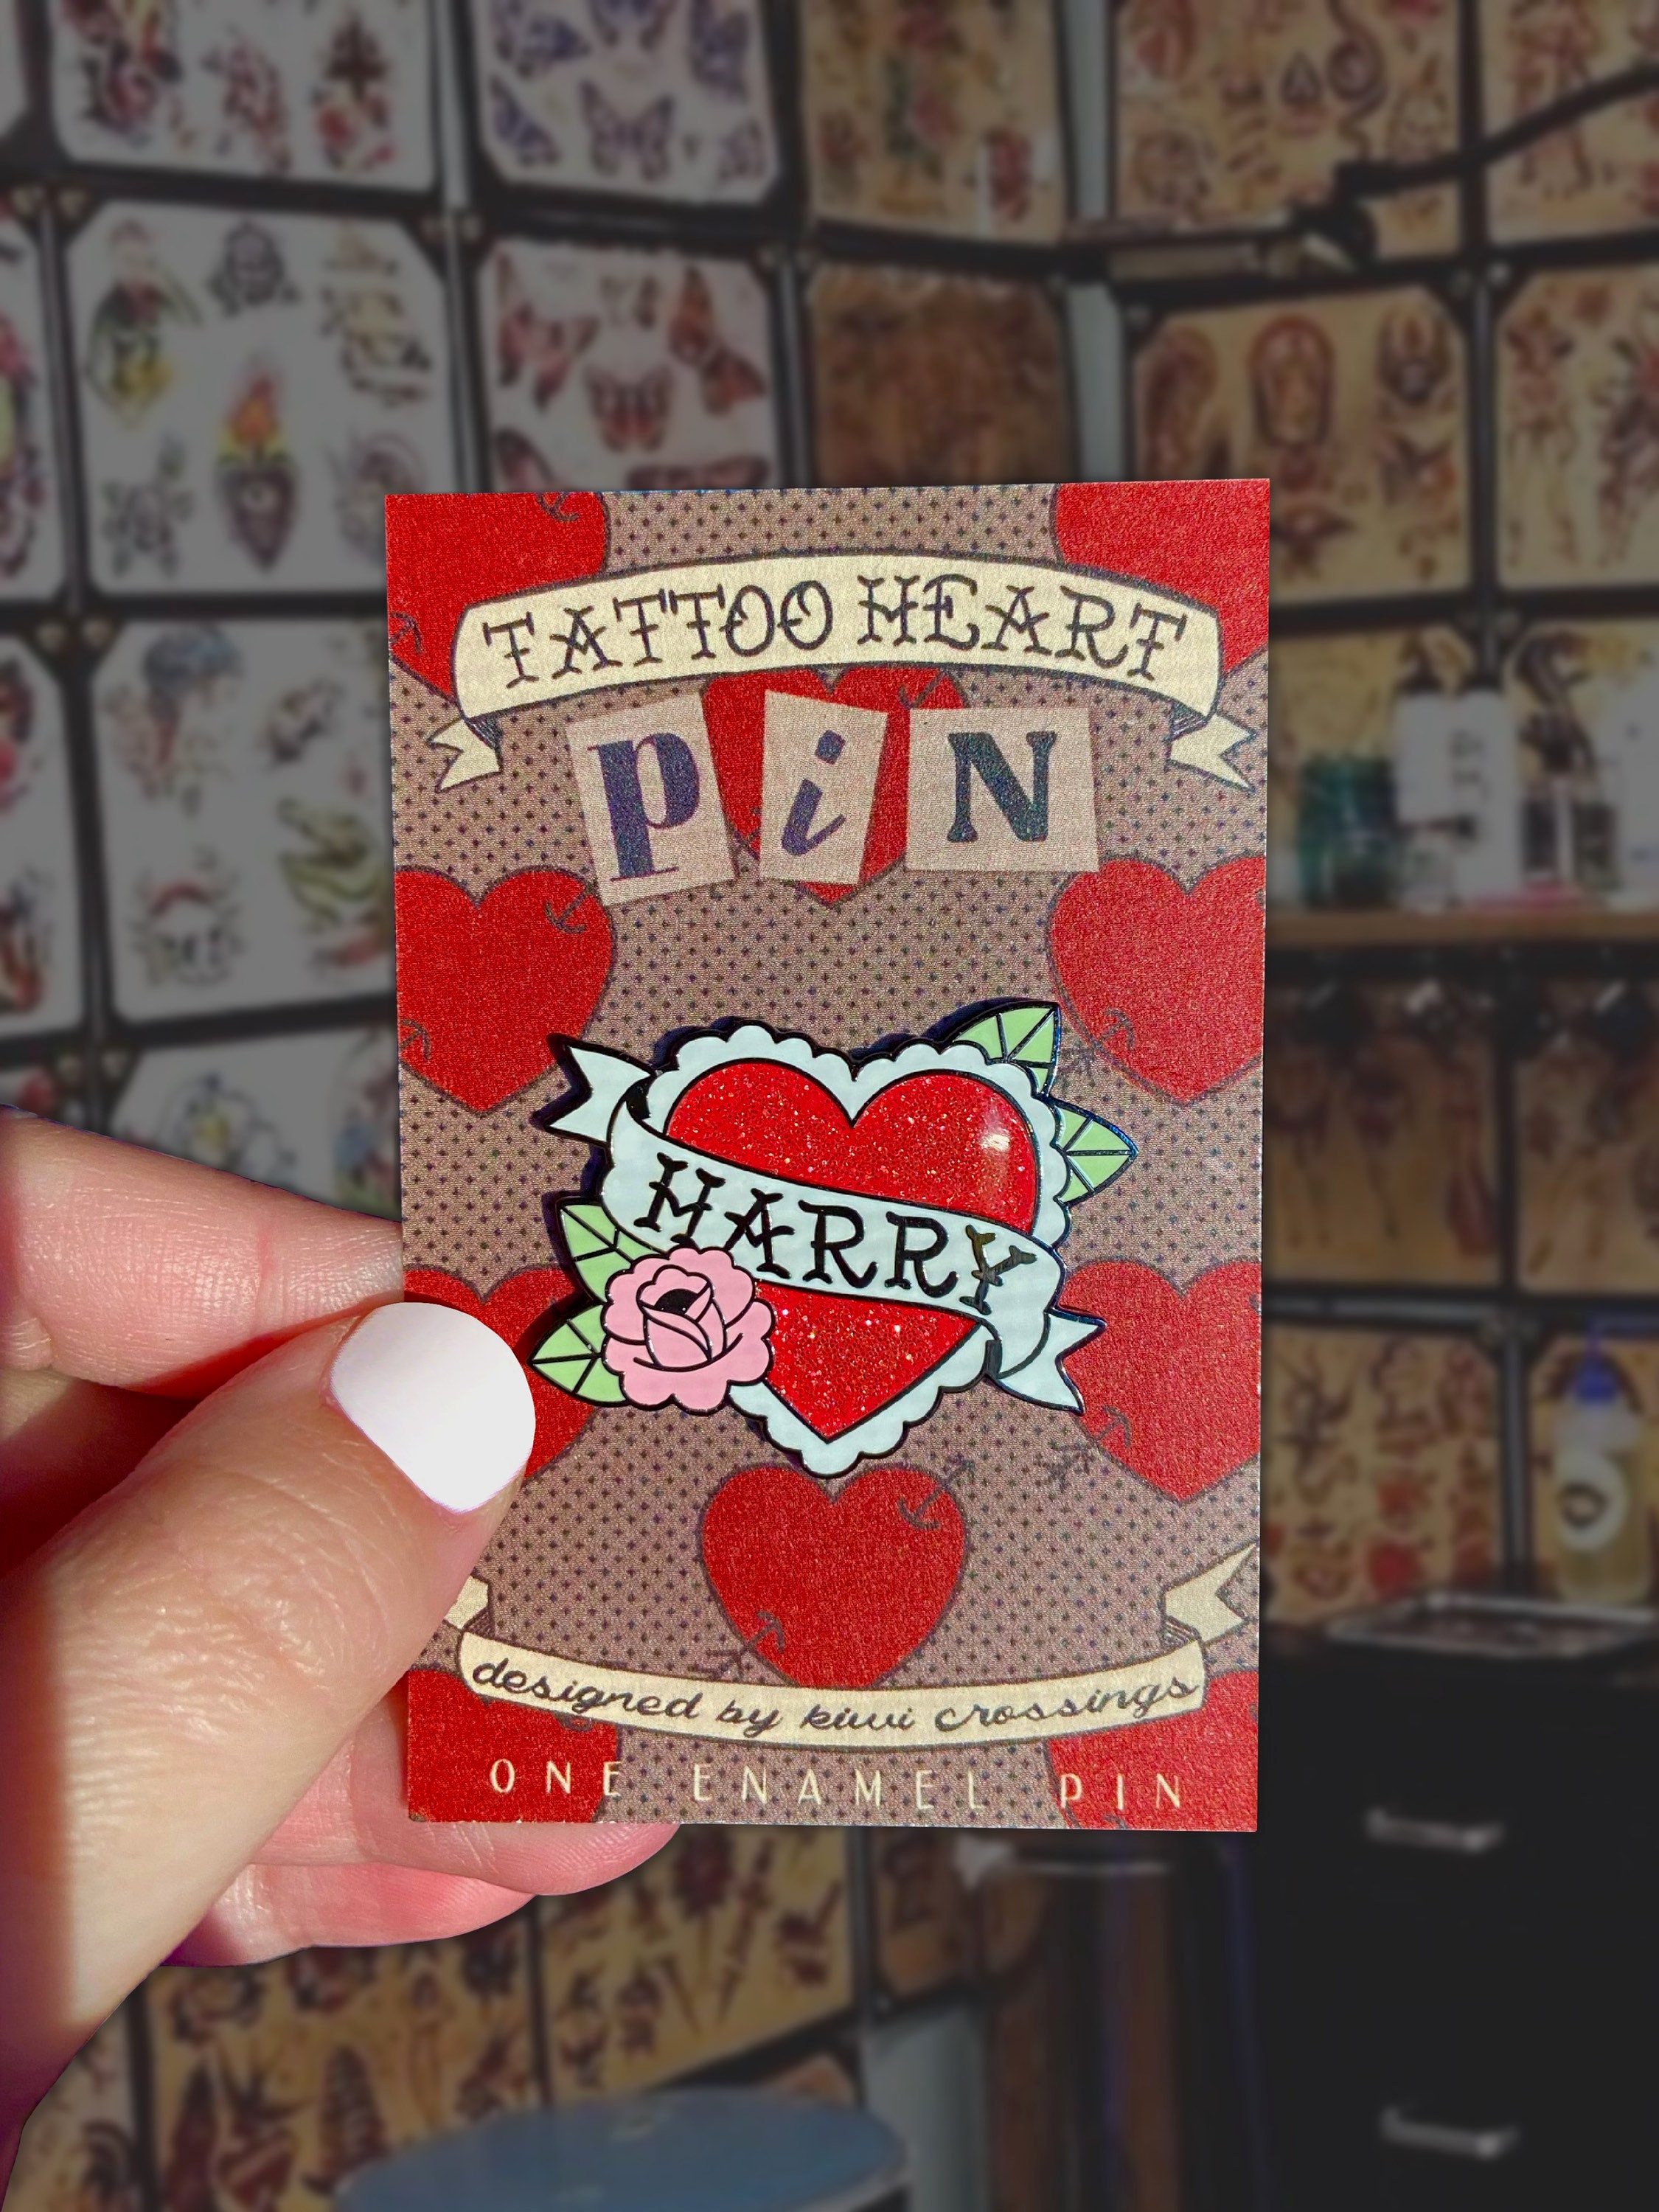 TATTOO HEART
PiN
HARRY
designed by kiwi crossings
ONE ENAMEL PIN